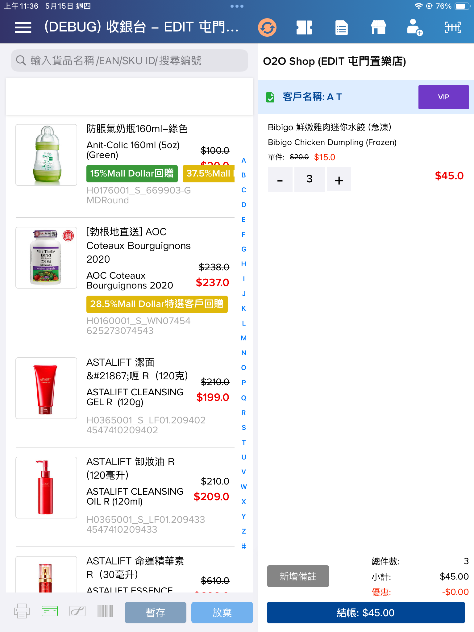 上午11:36 5月15日 週四
76%
(DEBUG) 收銀台 – EDIT 屯門...
輸入貨品名稱 /EAN/SKU ID/ 搜尋編號
O2O Shop (EDIT 屯門置樂店)
客戶名稱: A T
VIP
Bibigo 鮮嫩雞肉迷你水餃 (急凍)
Bibigo Chicken Dumpling (Frozen)
單件: $20.0 $15.0
- 3 +
$45.0
防脹氣奶瓶160ml–綠色
Anit-Colic 160ml (5oz)
(Green)
$100.0
15%Mall Dollar回贈
37.5%Mall
H0176001_S_669903-G
MDRound
[勃根地直送] AOC
Coteaux Bourguignons
2020
AOC Coteaux
Bourguignons 2020
$238.0
$237.0
28.5%Mall Dollar特選客戶回贈
H0160001_S_WN07454
625273074543
ASTALIFT 潔面
&#21867;喱 R（120克）
ASTALIFT CLEANSING
GEL R (120g)
$210.0
$199.0
H0365001_S_LF01.209402
4547410209402
ASTALIFT 卸妝油 R
(120毫升）
ASTALIFT CLEANSING
OIL R (120ml)
$210.0
$209.0
H0365001_S_LF01.209433
4547410209433
ASTALIFT 命運精華素
R（30毫升）
ASTALIFT ESSENCE
$610.0
A
B
C
D
E
F
G
H
I
J
K
L
M
N
O
P
Q
R
S
T
U
V
W
X
Y
Z
#
新增備註
總件數: 3
小計: $45.00
優惠: -$0.00
暫存
放棄
結帳: $45.00